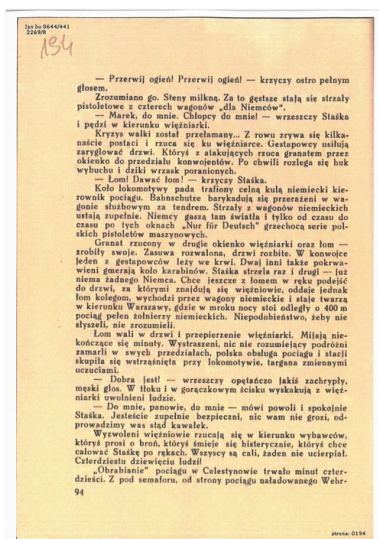 Ipn bu 0644/441
2269/R
194
— Przerwij ogień! Przerwij ogień! — krzyczy ostro pełnym
głosem.
Zrozumiano go. Steny milkną. Za to gęstsze stają się strzały
pistoletowe z czterech wagonów „dla Niemców".
— Marek, do mnie. Chłopcy do mnie! — wrzeszczy Staśka
i pędzi w kierunku więźniarki.
Kryzys walki został przełamany... Z rowu zrywa się kilka-
naście postaci i rzuca się ku więźniarce. Gestapowcy usiłują
zaryglować drzwi. Któryś z atakujących rzuca granatem przez
okienko do przedziału konwojentów. Po chwili rozlega się huk
wybuchu i dziki wrzask poranionych.
— Łom! Dawać łom! — krzyczy Staśka.
Koło lokomotywy pada trafiony celną kulą niemiecki kie-
rownik pociągu. Bahnschutze barykadują się przerażeni w wa-
gonie służbowym za tendrem. Strzały z wagonów niemieckich
ustają zupełnie. Niemcy gaszą tam światła i tylko od czasu do
czasu po tych oknach „Nur für Deutsch" grzechocą serie pol-
skich pistoletów maszynowych.
Granat rzucony w drugie okienko więźniarki oraz łom —
zrobiły swoje. Zasuwa rozwalona, drzwi rozbite. W konwojce
jeden z gestapowców leży we krwi. Dwaj inni także pokrwa-
wieni gmerają koło karabinów. Staśka strzela raz i drugi — już
nie­ma żadnego Niemca. Chce jeszcze z łomem w ręku podejść
do drzwi, za którymi znajdują się więźniowie, oddaje jednak
łom kolegom, wychodzi przez wagony niemieckie i staje twarzą
w kierunku Warszawy, gdzie w mroku nocy stoi odległy o 400 m
pociąg pełen żołnierzy niemieckich. Niepodobieństwo, żeby nie
słyszeli, nie zrozumieli.
Łom wali w drzwi i przepierzenie więźniarki. Mijają nie-
kończące się minuty. Wystraszeni, nic nie rozumiejący podróżni
zamarli w swych przedziałach, polska obsługa pociągu i stacji
skupiła się wstrząśnięta przy lokomotywie, targana zmiennymi
uczuciami.
— Dobra jest! — wrzeszczy opętańczo jakiś zachrypły,
męski głos. W tłoku i w gorączkowym ścisku wyskakują z więź-
niarki uwolnieni ludzie.
— Do mnie, panowie, do mnie — mówi powoli i spokojnie
Staśka. Jesteście zupełnie bezpieczni, nic wam nie grozi, od-
prowadzimy was stąd kawałek.
Wyzwoleni więźniowie rzucają się w kierunku wybawców,
któryś prosi o broń, któryś śmieje się histerycznie, któryś chce
całować Staśkę po rękach. Wszyscy są cali, żaden nie ucierpiał.
Czterdziestu dziewięciu ludzi!
„Obrabianie" pociągu w Celestynowie trwało minut czter-
dzieści. Z pod semaforu, od strony pociągu naładowanego Wehr-
94
strona: 0194